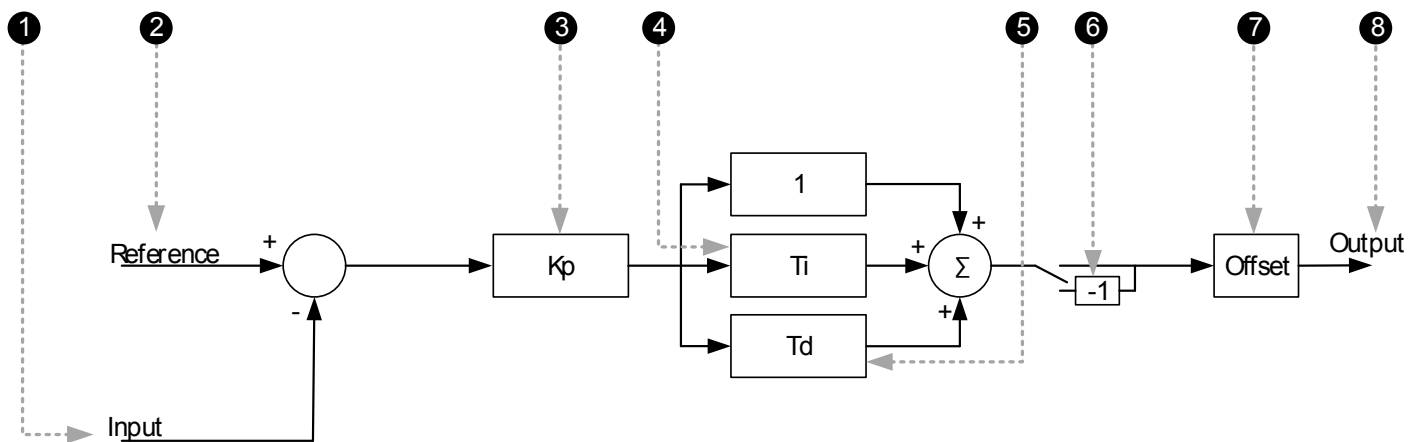 1 2 3 4 5 6 7 8
1
Reference + Kp + Ti + Σ + Offset Output
-1
- Td
Input